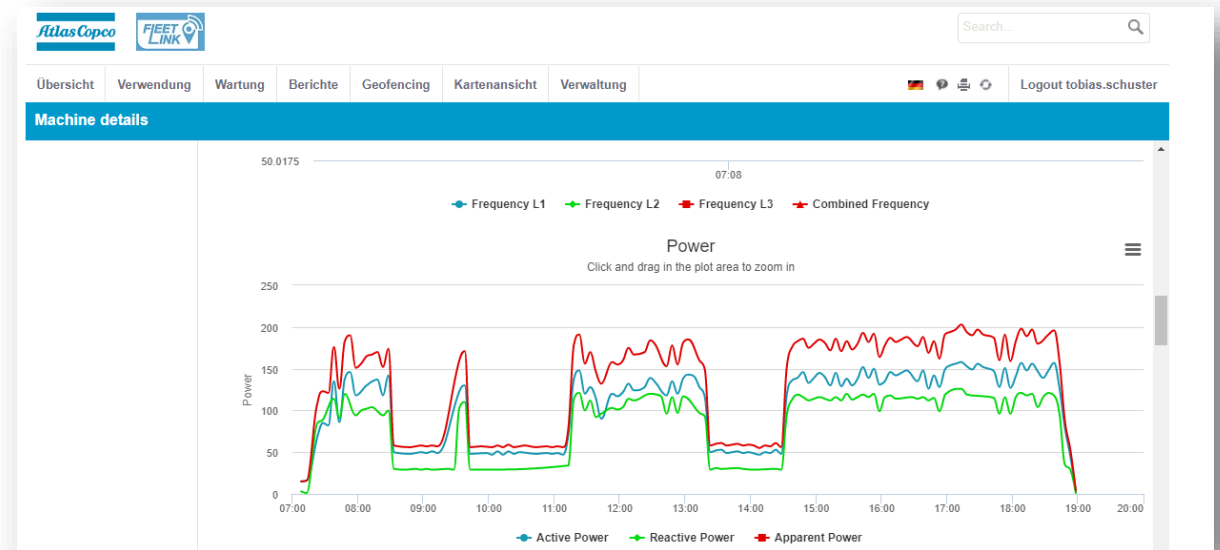 Atlas Copco
FLEET LINK
Search...
Übersicht Verwendung Wartung Berichte Geofencing Kartenansicht Verwaltung Logout tobias.schuster
Machine details
50.0175
07:08
Frequency L1 Frequency L2 Frequency L3 Combined Frequency
Power
Click and drag in the plot area to zoom in
Power
250
200
150
100
50
0
07:00 08:00 09:00 10:00 11:00 12:00 13:00 14:00 15:00 16:00 17:00 18:00 19:00 20:00
Active Power Reactive Power Apparent Power